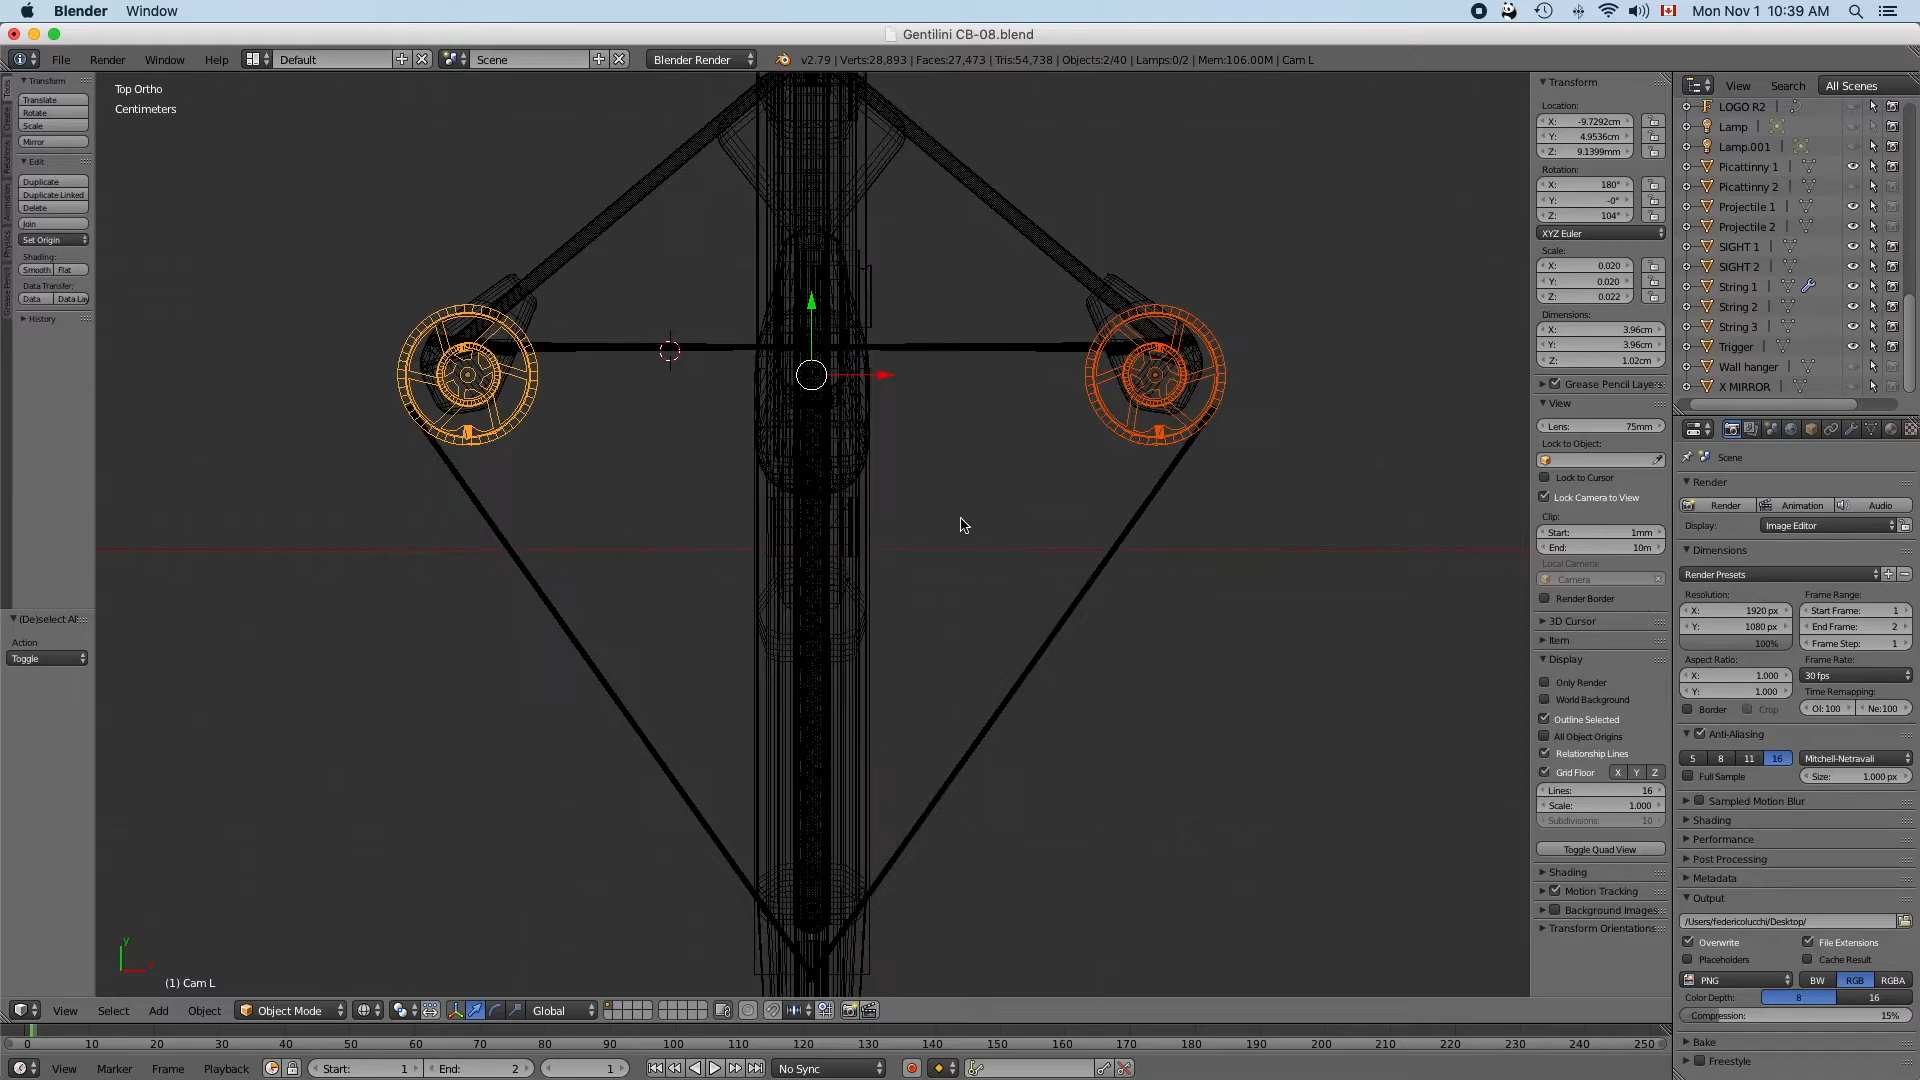 Blender Window Mon Nov 1 10:39 AM
Gentilini CB-08.blend
File Render Window Help Default Scene Blender Render v2.79 | Verts:28,893 | Faces:27,473 | Tris:54,738 | Objects:2/40 | Lamps:0/2 | Mem:106.00M | Cam L
Transform
Translate
Rotate
Scale
Mirror
Edit
Duplicate
Duplicate Linked
Delete
Join
Set Origin
Shading:
Smooth Flat
Data Transfer:
Data Data Lay
History
Tools
Create
Relations
Animation
Physics
Grease Pencil
(De)select All
Action
Toggle
Top Ortho
Centimeters
y
x
(1) Cam L
Transform
Location:
X: -9.7292cm
Y: 4.9536cm
Z: 9.1399mm
Rotation:
X: 180°
Y: -0°
Z: 104°
XYZ Euler
Scale:
X: 0.020
Y: 0.020
Z: 0.022
Dimensions:
X: 3.96cm
Y: 3.96cm
Z: 1.02cm
Grease Pencil Laye
View
Lens: 75mm
Lock to Object:
Lock to Cursor
Lock Camera to View
Clip:
Start: 1mm
End: 10m
Local Camera:
Camera
Render Border
3D Cursor
Item
Display
Only Render
World Background
Outline Selected
All Object Origins
Relationship Lines
Grid Floor X Y Z
Lines: 16
Scale: 1.000
Subdivisions: 10
Toggle Quad View
Shading
Motion Tracking
Background Images
Transform Orientations
View Search All Scenes
LOGO R2
Lamp
Lamp.001
Picattinny 1
Picattinny 2
Projectile 1
Projectile 2
SIGHT 1
SIGHT 2
String 1
String 2
String 3
Trigger
Wall hanger
X MIRROR
Scene
Render
Render Animation Audio
Display: Image Editor
Dimensions
Render Presets
Resolution: Frame Range:
X: 1920 px Start Frame: 1
Y: 1080 px End Frame: 2
100% Frame Step: 1
Aspect Ratio: Frame Rate:
X: 1.000 30 fps
Y: 1.000 Time Remapping:
Border Crop Ol:100 Ne:100
Anti-Aliasing
5 8 11 16 Mitchell-Netravali
Full Sample Size: 1.000 px
Sampled Motion Blur
Shading
Performance
Post Processing
Metadata
Output
/Users/federicolucchi/Desktop/
Overwrite File Extensions
Placeholders Cache Result
PNG BW RGB RGBA
Color Depth: 8 16
Compression: 15%
Bake
Freestyle
View Select Add Object Object Mode Global
0 10 20 30 40 50 60 70 80 90 100 110 120 130 140 150 160 170 180 190 200 210 220 230 240 250
View Marker Frame Playback Start: 1 End: 2 1 No Sync